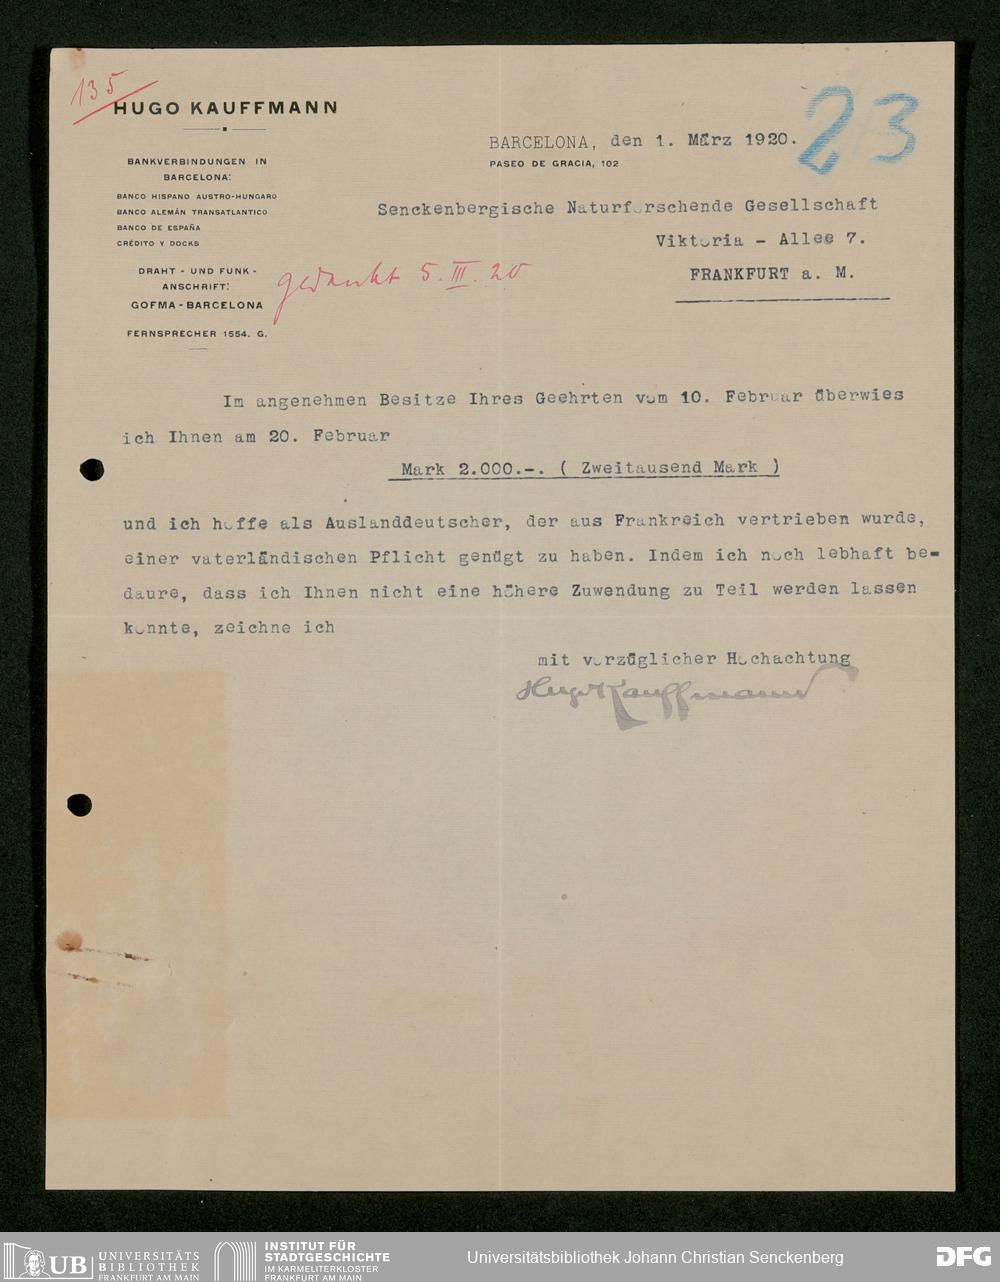 135
HUGO KAUFFMANN
BANKVERBINDUNGEN IN
BARCELONA:
BANCO HISPANO AUSTRO-HUNGARO
BANCO ALEMÁN TRANSATLANTICO
BANCO DE ESPAÑA
CRÉDITO Y DOCKS
DRAHT - UND FUNK -
ANSCHRIFT:
GOFMA - BARCELONA
FERNSPRECHER 1554. G.
23
BARCELONA, den 1. März 1920.
PASEO DE GRACIA, 102
Senckenbergische Naturforschende Gesellschaft
Viktoria - Allee 7.
FRANKFURT a. M.
gedankt 5. III. 20
Im angenehmen Besitze Ihres Geehrten vom 10. Februar überwies
ich Ihnen am 20. Februar
Mark 2.000.-. ( Zweitausend Mark )
und ich hoffe als Auslanddeutscher, der aus Frankreich vertrieben wurde,
einer vaterländischen Pflicht genügt zu haben. Indem ich noch lebhaft be-
daure, dass ich Ihnen nicht eine höhere Zuwendung zu Teil werden lassen
konnte, zeichne ich
mit vorzüglicher Hochachtung
Hugo Kauffmann
UB UNIVERSITÄTS
BIBLIOTHEK
FRANKFURT AM MAIN
INSTITUT FÜR
STADTGESCHICHTE
IM KARMELITERKLOSTER
FRANKFURT AM MAIN
Universitätsbibliothek Johann Christian Senckenberg
DFG